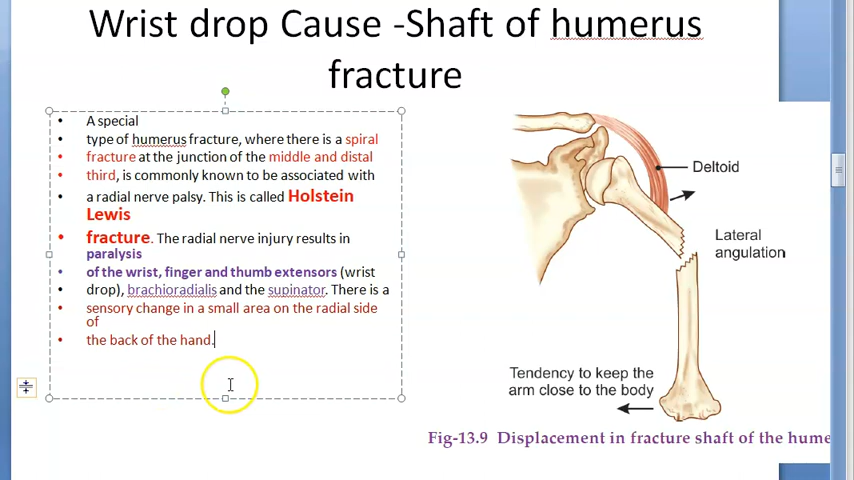 Wrist drop Cause -Shaft of humerus
fracture
• A special
• type of humerus fracture, where there is a spiral
• fracture at the junction of the middle and distal
• third, is commonly known to be associated with
• a radial nerve palsy. This is called Holstein
Lewis
• fracture. The radial nerve injury results in
paralysis
• of the wrist, finger and thumb extensors (wrist
• drop), brachioradialis and the supinator. There is a
• sensory change in a small area on the radial side
of
• the back of the hand.
Deltoid
Lateral
angulation
Tendency to keep the
arm close to the body
Fig-13.9 Displacement in fracture shaft of the hume